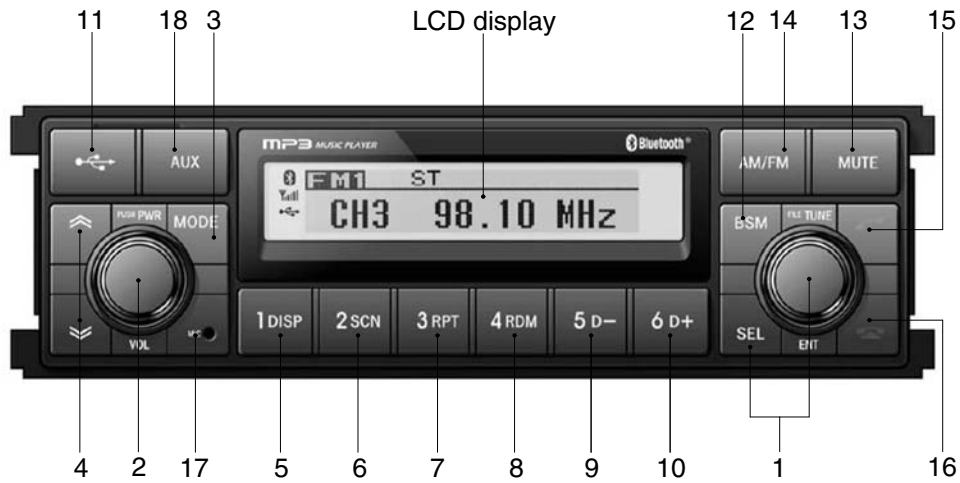 11 18 3 LCD display 12 14 13 15
MP3 MUSIC PLAYER Bluetooth®
AUX AM/FM MUTE
FM1 ST
CH3 98.10 MHz
PUSH PWR MODE BSM FILE TUNE
1 DISP 2 SCN 3 RPT 4 RDM 5 D− 6 D+
VOL SEL ENT
4 2 17 5 6 7 8 9 10 1 16